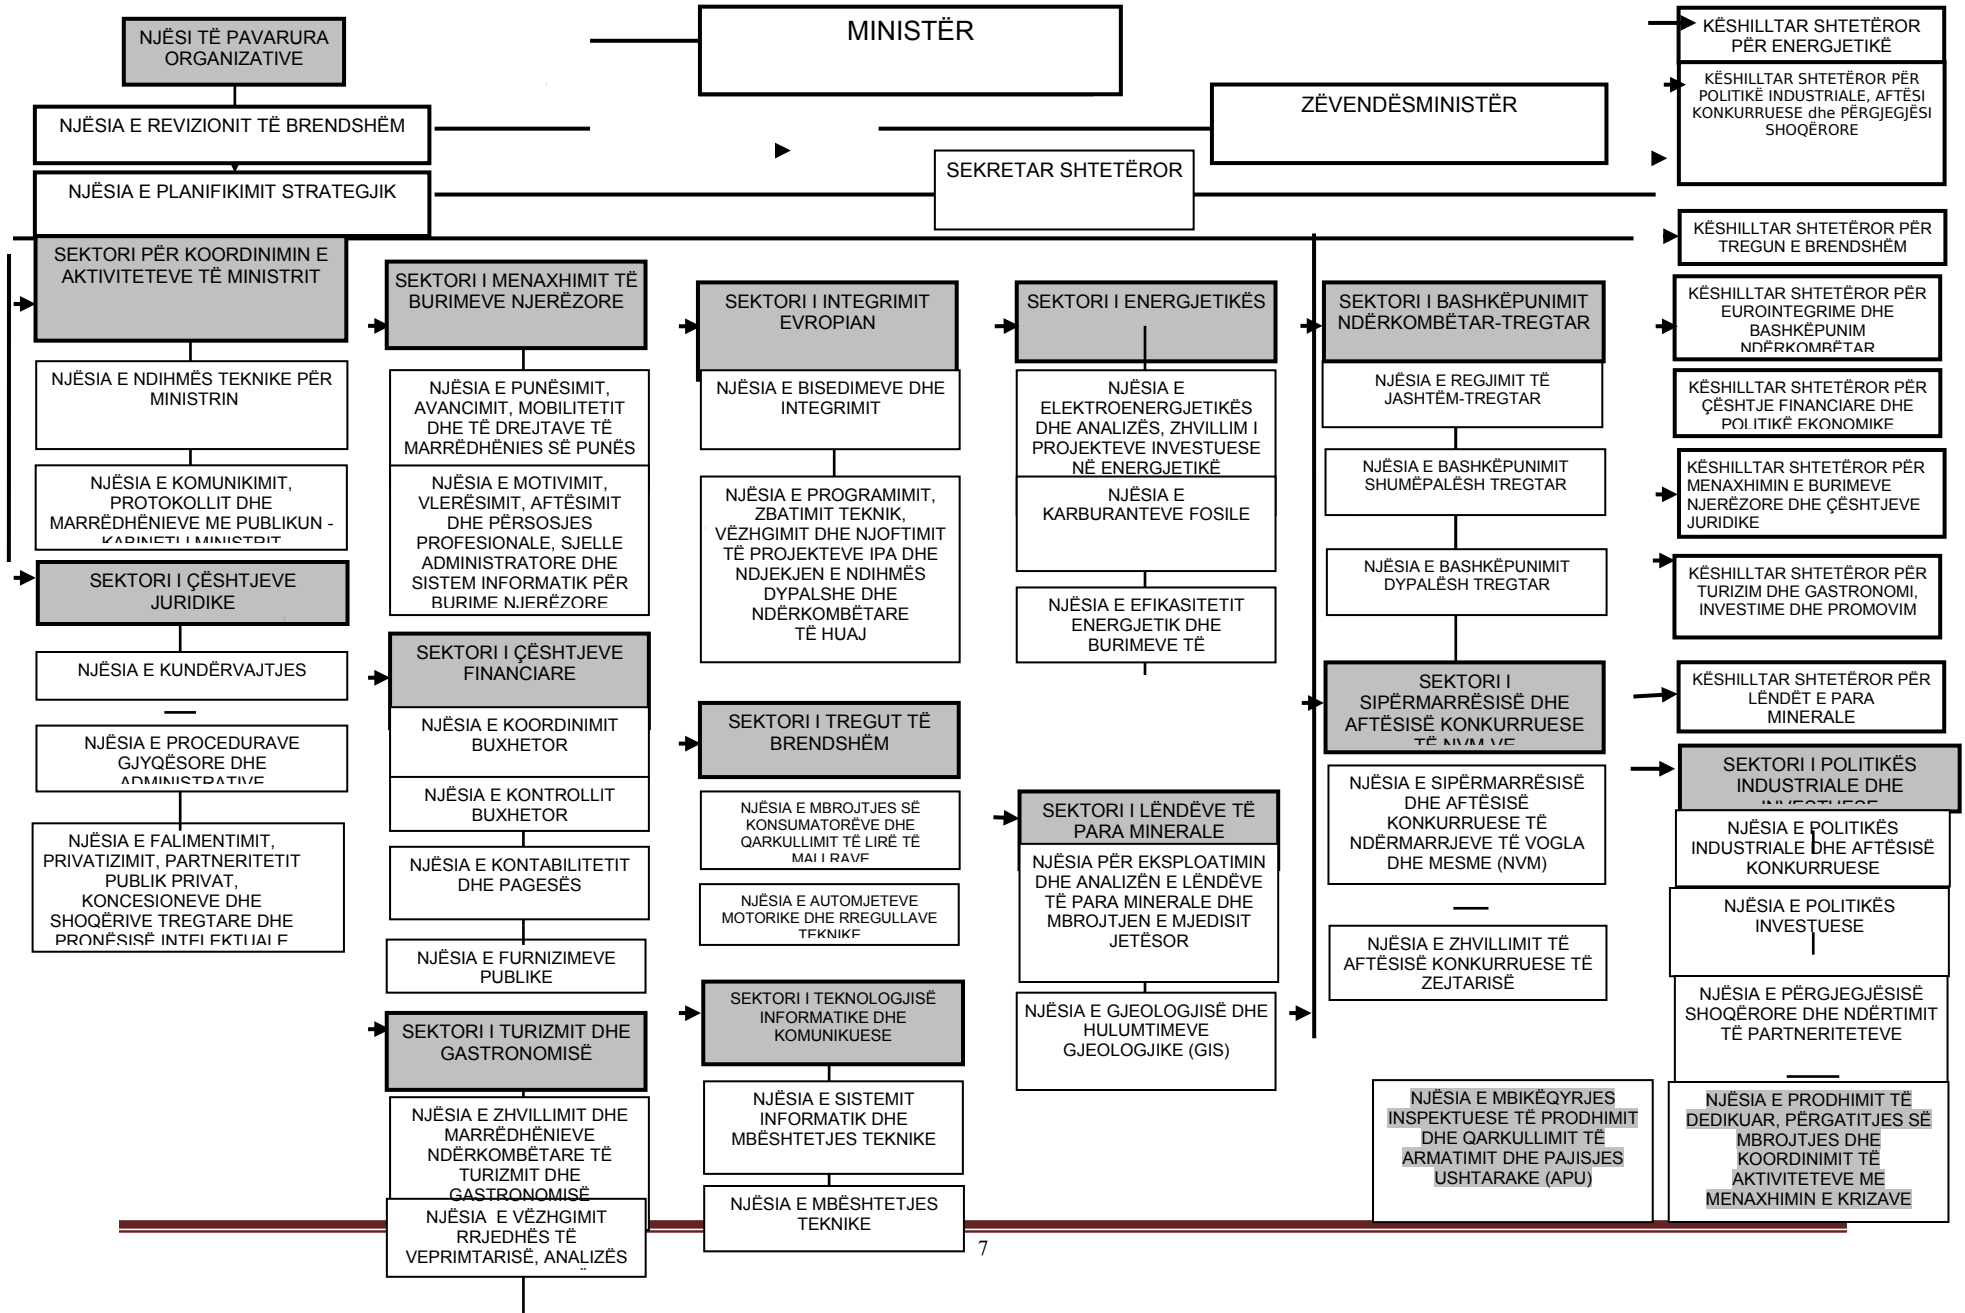 NJËSI TË PAVARURA
ORGANIZATIVE
MINISTËR
KËSHILLTAR SHTETËROR
PËR ENERGJETIKË
KËSHILLTAR SHTETËROR PËR
POLITIKË INDUSTRIALE, AFTËSI
KONKURRUESE dhe PËRGJEGJËSI
SHOQËRORE
ZËVENDËSMINISTËR
NJËSIA E REVIZIONIT TË BRENDSHËM
SEKRETAR SHTETËROR
NJËSIA E PLANIFIKIMIT STRATEGJIK
KËSHILLTAR SHTETËROR PËR
TREGUN E BRENDSHËM
KËSHILLTAR SHTETËROR PËR
EUROINTEGRIME DHE
BASHKËPUNIM
NDËRKOMBËTAR
KËSHILLTAR SHTETËROR PËR
ÇËSHTJE FINANCIARE DHE
POLITIKË EKONOMIKE
KËSHILLTAR SHTETËROR PËR
MENAXHIMIN E BURIMEVE
NJERËZORE DHE ÇËSHTJEVE
JURIDIKE
KËSHILLTAR SHTETËROR PËR
TURIZIM DHE GASTRONOMI,
INVESTIME DHE PROMOVIM
KËSHILLTAR SHTETËROR PËR
LËNDËT E PARA
MINERALE
SEKTORI PËR KOORDINIMIN E
AKTIVITETEVE TË MINISTRIT
NJËSIA E NDIHMËS TEKNIKE PËR
MINISTRIN
NJËSIA E KOMUNIKIMIT,
PROTOKOLLIT DHE
MARRËDHËNIEVE ME PUBLIKUN -
KABINETI I MINISTRIT
SEKTORI I ÇËSHTJEVE
JURIDIKE
NJËSIA E KUNDËRVAJTJES
NJËSIA E PROCEDURAVE
GJYQËSORE DHE
ADMINISTRATIVE
NJËSIA E FALIMENTIMIT,
PRIVATIZIMIT, PARTNERITETIT
PUBLIK PRIVAT,
KONCESIONEVE DHE
SHOQËRIVE TREGTARE DHE
PRONËSISË INTELEKTUALE
SEKTORI I MENAXHIMIT TË
BURIMEVE NJERËZORE
NJËSIA E PUNËSIMIT,
AVANCIMIT, MOBILITETIT
DHE TË DREJTAVE TË
MARRËDHËNIES SË PUNËS
NJËSIA E MOTIVIMIT,
VLERËSIMIT, AFTËSIMIT
DHE PËRSOSJES
PROFESIONALE, SJELLE
ADMINISTRATORE DHE
SISTEM INFORMATIK PËR
BURIME NJERËZORE
SEKTORI I ÇËSHTJEVE
FINANCIARE
NJËSIA E KOORDINIMIT
BUXHETOR
NJËSIA E KONTROLLIT
BUXHETOR
NJËSIA E KONTABILITETIT
DHE PAGESËS
NJËSIA E FURNIZIMEVE
PUBLIKE
SEKTORI I TURIZMIT DHE
GASTRONOMISË
NJËSIA E ZHVILLIMIT DHE
MARRËDHËNIEVE
NDËRKOMBËTARE TË
TURIZMIT DHE
GASTRONOMISË
NJËSIA E VËZHGIMIT
RRJEDHËS TË
VEPRIMTARISË, ANALIZËS
SEKTORI I INTEGRIMIT
EVROPIAN
NJËSIA E BISEDIMEVE DHE
INTEGRIMIT
NJËSIA E PROGRAMIMIT,
ZBATIMIT TEKNIK,
VËZHGIMIT DHE NJOFTIMIT
TË PROJEKTEVE IPA DHE
NDJEKJEN E NDIHMËS
DYPALSHE DHE
NDËRKOMBËTARE
TË HUAJ
SEKTORI I TREGUT TË
BRENDSHËM
NJËSIA E MBROJTJES SË
KONSUMATORËVE DHE
QARKULLIMIT TË LIRË TË
MALLRAVE
NJËSIA E AUTOMJETEVE
MOTORIKE DHE RREGULLAVE
TEKNIKE
SEKTORI I TEKNOLOGJISË
INFORMATIKE DHE
KOMUNIKUESE
NJËSIA E SISTEMIT
INFORMATIK DHE
MBËSHTETJES TEKNIKE
NJËSIA E MBËSHTETJES
TEKNIKE
SEKTORI I ENERGJETIKËS
NJËSIA E
ELEKTROENERGJETIKËS
DHE ANALIZËS, ZHVILLIM I
PROJEKTEVE INVESTUESE
NË ENERGJETIKË
NJËSIA E
KARBURANTEVE FOSILE
NJËSIA E EFIKASITETIT
ENERGJETIK DHE
BURIMEVE TË
SEKTORI I LËNDËVE TË
PARA MINERALE
NJËSIA PËR EKSPLOATIMIN
DHE ANALIZËN E LËNDËVE
TË PARA MINERALE DHE
MBROJTJEN E MJEDISIT
JETËSOR
NJËSIA E GJEOLOGJISË DHE
HULUMTIMEVE
GJEOLOGJIKE (GIS)
SEKTORI I BASHKËPUNIMIT
NDËRKOMBËTAR-TREGTAR
NJËSIA E REGJIMIT TË
JASHTËM-TREGTAR
NJËSIA E BASHKËPUNIMIT
SHUMËPALËSH TREGTAR
NJËSIA E BASHKËPUNIMIT
DYPALËSH TREGTAR
SEKTORI I
SIPËRMARRËSISË DHE
AFTËSISË KONKURRUESE
TË NVM-VE
NJËSIA E SIPËRMARRËSISË
DHE AFTËSISË
KONKURRUESE TË
NDËRMARRJEVE TË VOGLA
DHE MESME (NVM)
NJËSIA E ZHVILLIMIT TË
AFTËSISË KONKURRUESE TË
ZEJTARISË
NJËSIA E MBIKËQYRJES
INSPEKTUESE TË PRODHIMIT
DHE QARKULLIMIT TË
ARMATIMIT DHE PAJISJES
USHTARAKE (APU)
SEKTORI I POLITIKËS
INDUSTRIALE DHE
INVESTUESE
NJËSIA E POLITIKËS
INDUSTRIALE DHE AFTËSISË
KONKURRUESE
NJËSIA E POLITIKËS
INVESTUESE
NJËSIA E PËRGJEGJËSISË
SHOQËRORE DHE NDËRTIMIT
TË PARTNERITETEVE
NJËSIA E PRODHIMIT TË
DEDIKUAR, PËRGATITJES SË
MBROJTJES DHE
KOORDINIMIT TË
AKTIVITETEVE ME
MENAXHIMIN E KRIZAVE
7